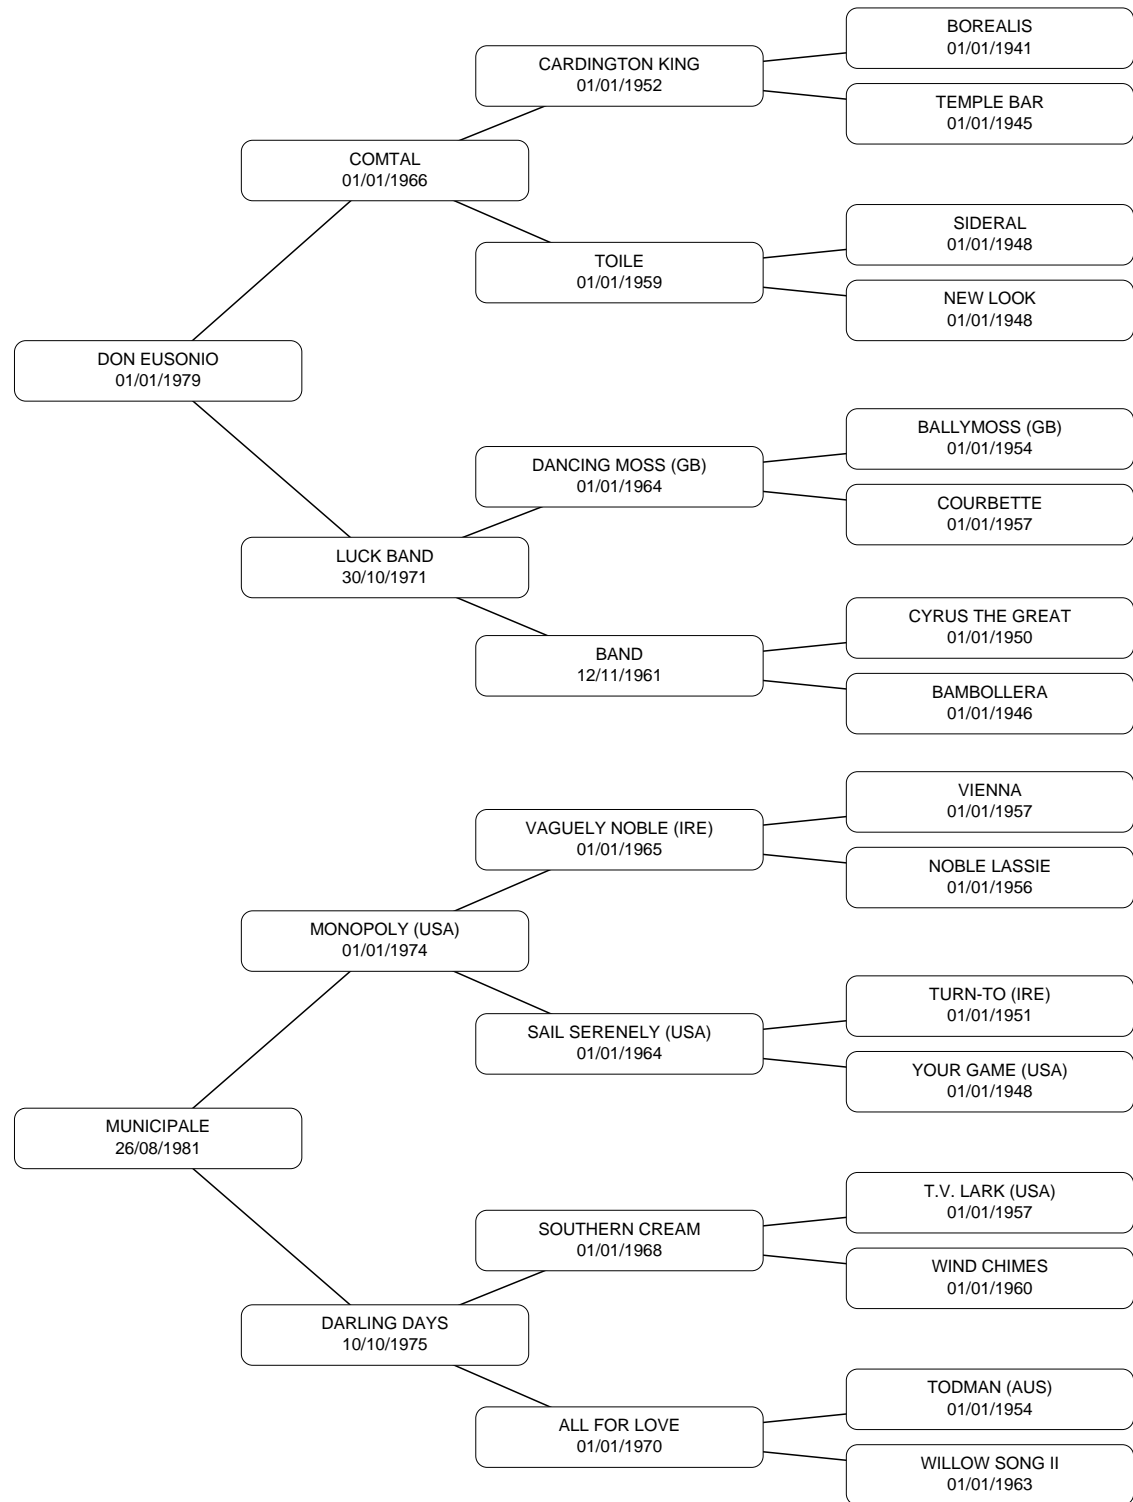 BOREALIS
01/01/1941
CARDINGTON KING
01/01/1952
TEMPLE BAR
01/01/1945
COMTAL
01/01/1966
SIDERAL
01/01/1948
TOILE
01/01/1959
NEW LOOK
01/01/1948
DON EUSONIO
01/01/1979
BALLYMOSS (GB)
01/01/1954
DANCING MOSS (GB)
01/01/1964
COURBETTE
01/01/1957
LUCK BAND
30/10/1971
CYRUS THE GREAT
01/01/1950
BAND
12/11/1961
BAMBOLLERA
01/01/1946
VIENNA
01/01/1957
VAGUELY NOBLE (IRE)
01/01/1965
NOBLE LASSIE
01/01/1956
MONOPOLY (USA)
01/01/1974
TURN-TO (IRE)
01/01/1951
SAIL SERENELY (USA)
01/01/1964
YOUR GAME (USA)
01/01/1948
MUNICIPALE
26/08/1981
T.V. LARK (USA)
01/01/1957
SOUTHERN CREAM
01/01/1968
WIND CHIMES
01/01/1960
DARLING DAYS
10/10/1975
TODMAN (AUS)
01/01/1954
ALL FOR LOVE
01/01/1970
WILLOW SONG II
01/01/1963